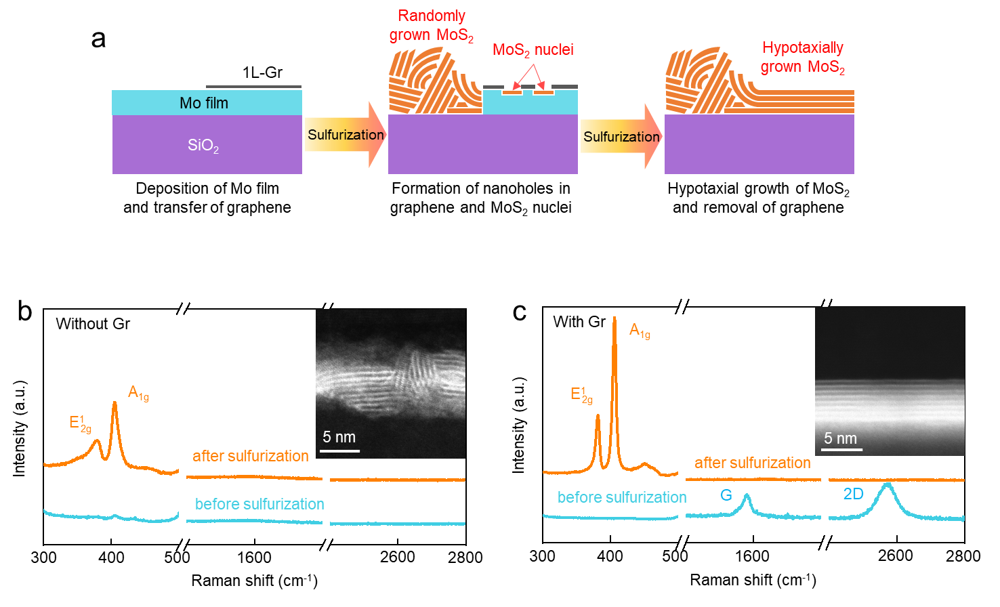 a
1L-Gr
Mo film
SiO₂
Deposition of Mo film
and transfer of graphene
Sulfurization
Randomly
grown MoS₂
MoS₂ nuclei
Formation of nanoholes in
graphene and MoS₂ nuclei
Sulfurization
Hypotaxially
grown MoS₂
Hypotaxial growth of MoS₂
and removal of graphene
b
Without Gr
Intensity (a.u.)
E¹₂g
A₁g
after sulfurization
before sulfurization
5 nm
300 400 500 1600 2600 2800
Raman shift (cm⁻¹)
c
With Gr
Intensity (a.u.)
E¹₂g
A₁g
after sulfurization
before sulfurization
G
2D
5 nm
300 400 500 1600 2600 2800
Raman shift (cm⁻¹)